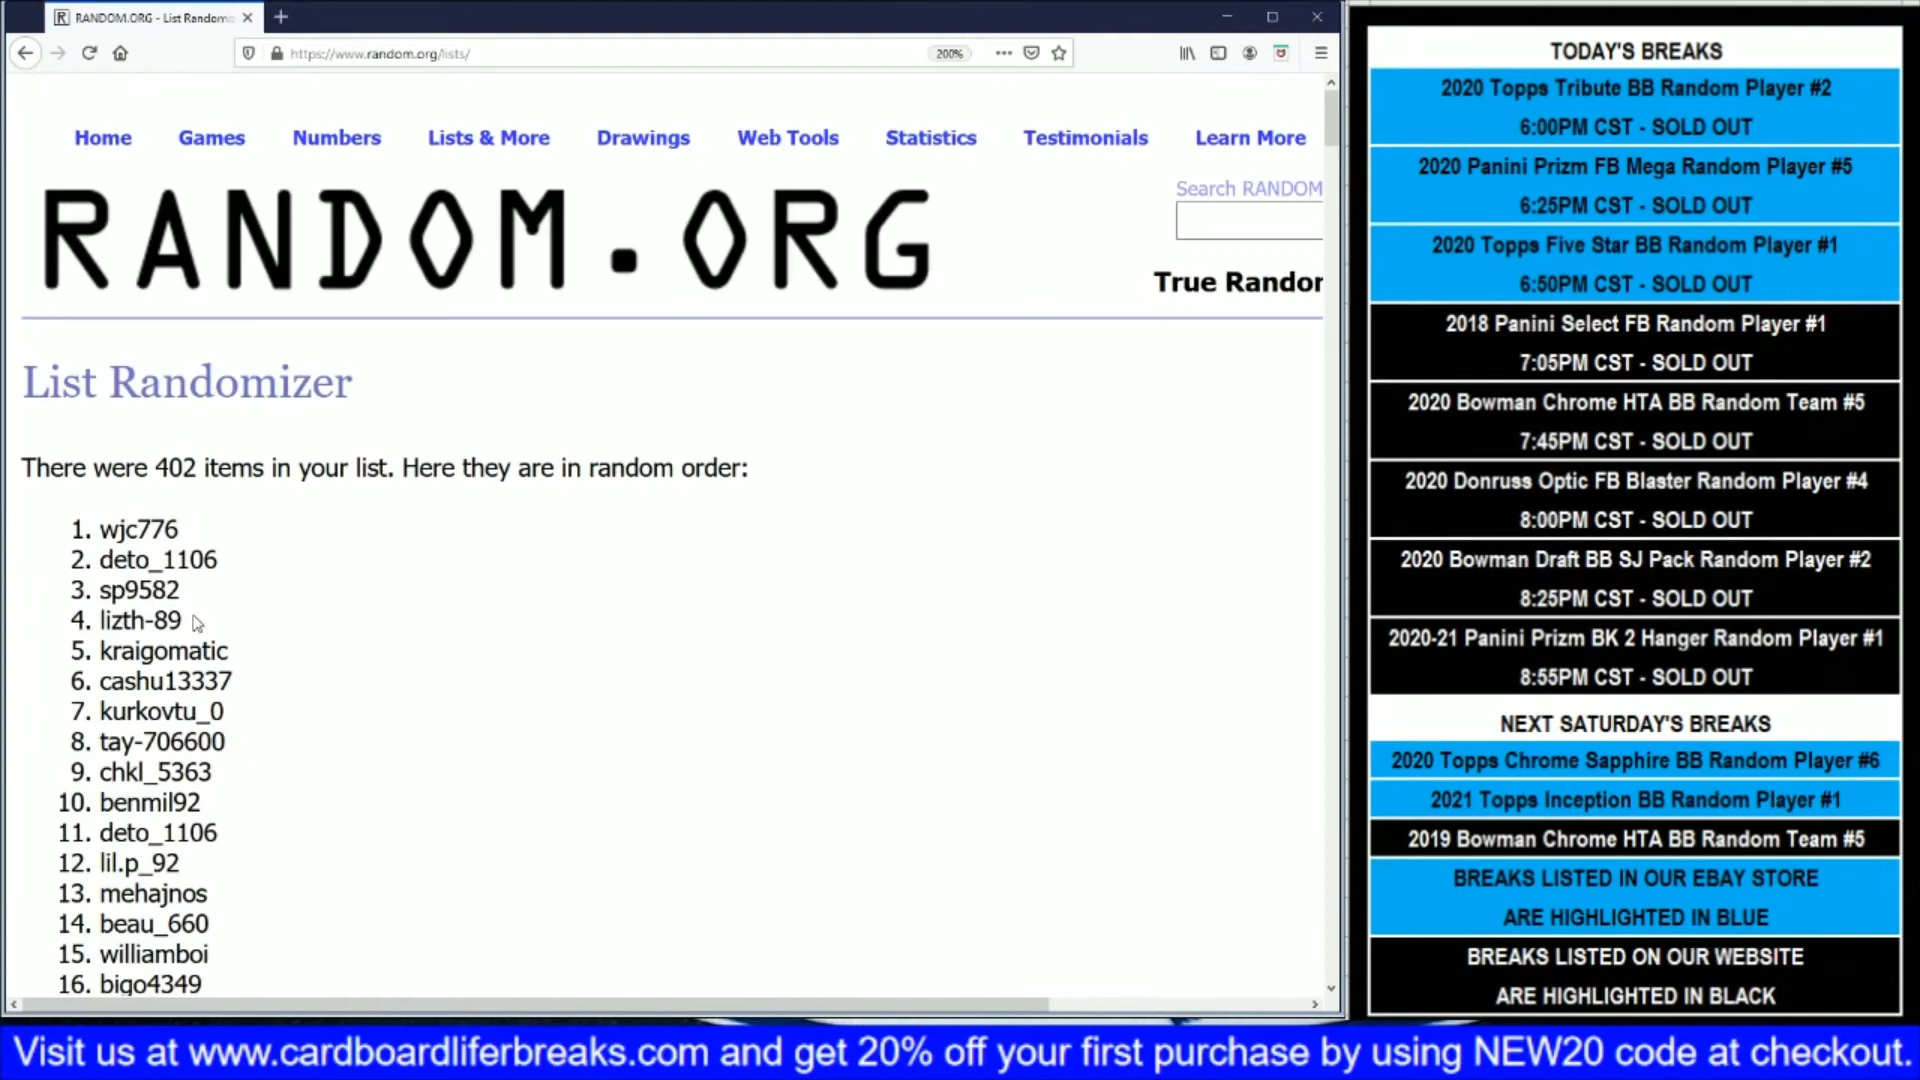 RANDOM.ORG - List Randomi
https://www.random.org/lists/
200%
Home Games Numbers Lists & More Drawings Web Tools Statistics Testimonials Learn More
RANDOM.ORG
Search RANDOM
True Random
List Randomizer
There were 402 items in your list. Here they are in random order:
1. wjc776
2. deto_1106
3. sp9582
4. lizth-89
5. kraigomatic
6. cashu13337
7. kurkovtu_0
8. tay-706600
9. chkl_5363
10. benmil92
11. deto_1106
12. lil.p_92
13. mehajnos
14. beau_660
15. williamboi
16. bigo4349
TODAY'S BREAKS
2020 Topps Tribute BB Random Player #2
6:00PM CST - SOLD OUT
2020 Panini Prizm FB Mega Random Player #5
6:25PM CST - SOLD OUT
2020 Topps Five Star BB Random Player #1
6:50PM CST - SOLD OUT
2018 Panini Select FB Random Player #1
7:05PM CST - SOLD OUT
2020 Bowman Chrome HTA BB Random Team #5
7:45PM CST - SOLD OUT
2020 Donruss Optic FB Blaster Random Player #4
8:00PM CST - SOLD OUT
2020 Bowman Draft BB SJ Pack Random Player #2
8:25PM CST - SOLD OUT
2020-21 Panini Prizm BK 2 Hanger Random Player #1
8:55PM CST - SOLD OUT
NEXT SATURDAY'S BREAKS
2020 Topps Chrome Sapphire BB Random Player #6
2021 Topps Inception BB Random Player #1
2019 Bowman Chrome HTA BB Random Team #5
BREAKS LISTED IN OUR EBAY STORE
ARE HIGHLIGHTED IN BLUE
BREAKS LISTED ON OUR WEBSITE
ARE HIGHLIGHTED IN BLACK
Visit us at www.cardboardliferbreaks.com and get 20% off your first purchase by using NEW20 code at checkout.